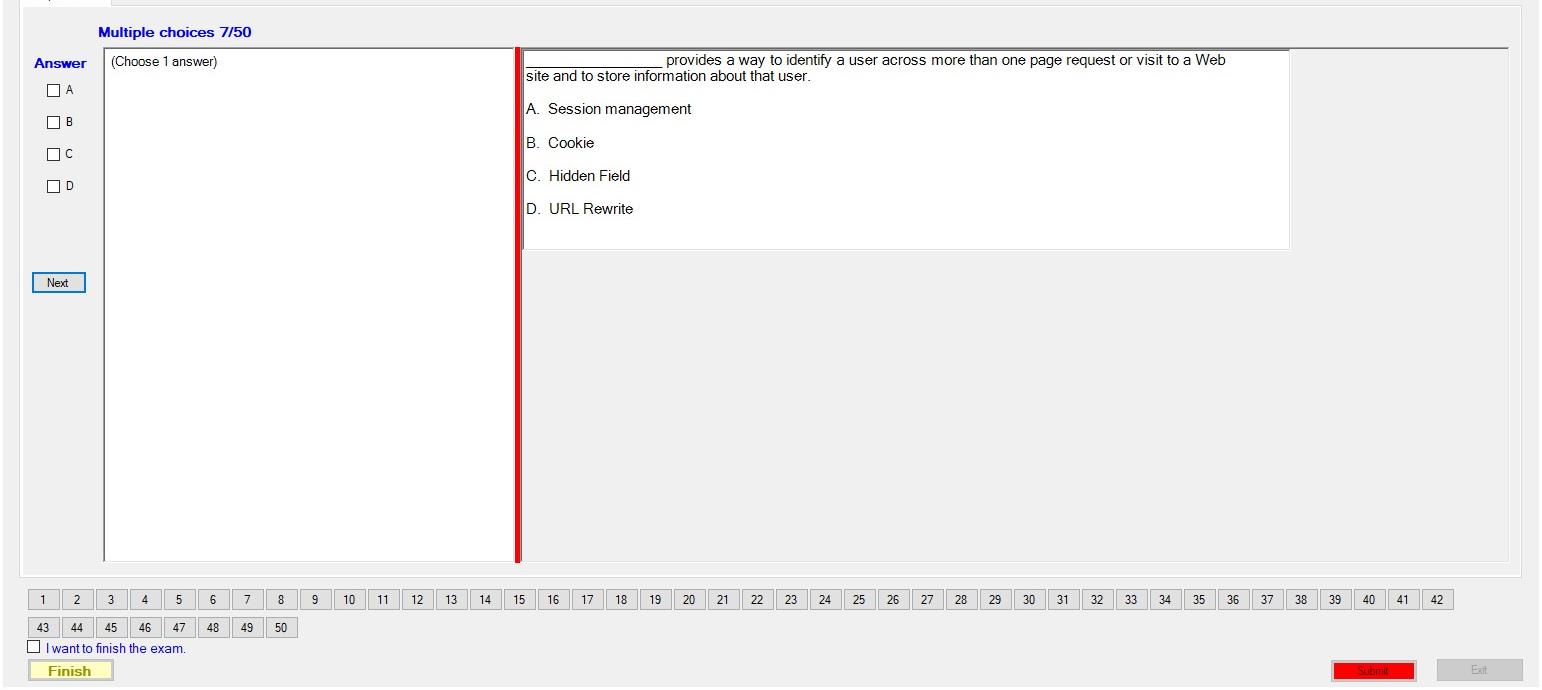 Multiple choices 7/50
Answer
A
B
C
D
Next
(Choose 1 answer)
_________________ provides a way to identify a user across more than one page request or visit to a Web
site and to store information about that user.
A. Session management
B. Cookie
C. Hidden Field
D. URL Rewrite
1 2 3 4 5 6 7 8 9 10 11 12 13 14 15 16 17 18 19 20 21 22 23 24 25 26 27 28 29 30 31 32 33 34 35 36 37 38 39 40 41 42
43 44 45 46 47 48 49 50
I want to finish the exam.
Finish Submit Exit